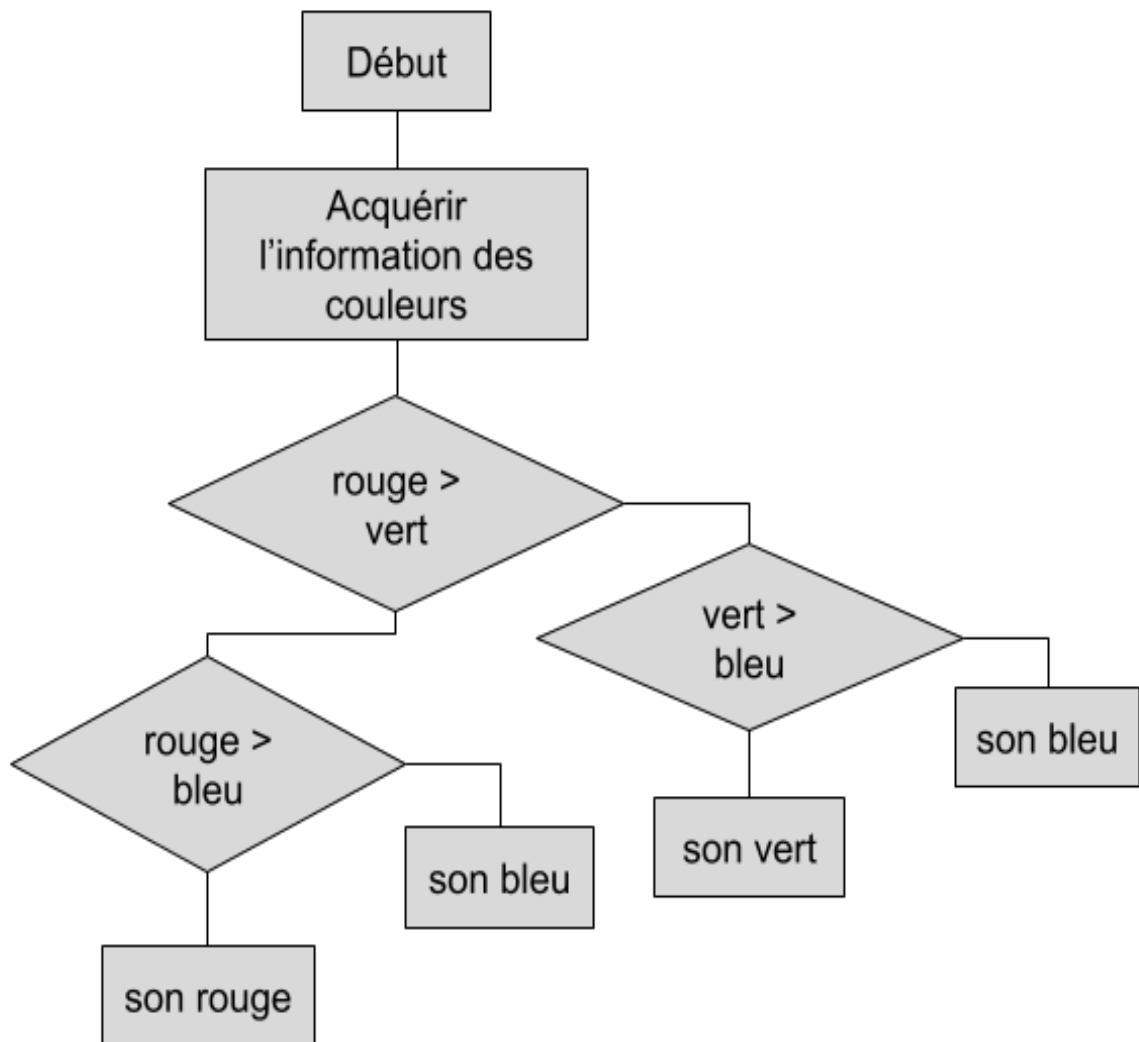 Début
Acquérir
l’information des
couleurs
rouge >
vert
vert >
bleu
son bleu
rouge >
bleu
son vert
son bleu
son rouge